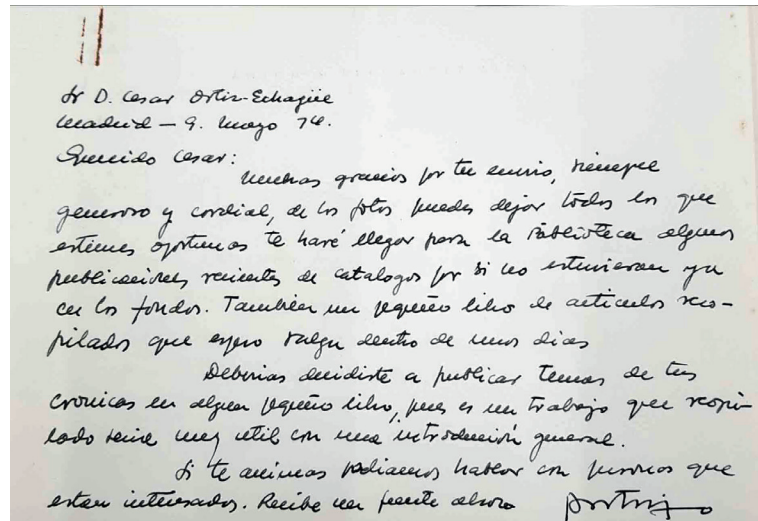 Sr D. Cesar Ortiz-Echagüe
Madrid – 9. Mayo 74.
Querido Cesar:
Muchas gracias por tu envio, siempre
generoso y cordial, de las fotos puedes dejar todas las que
estimes oportunas te haré llegar para la Biblioteca algunas
publicaciones recientes de catalogos por si no estuvieran ya
en los fondos. También un pequeño libro de articulos reco-
pilados que espero salga dentro de unos dias
Deberias decidirte a publicar temas de tus
crónicas en algun pequeño libro, pues es un trabajo que recopi-
lado seria muy util con una introducción general.
Si te animas podiamos hablar con personas que
estan interesados. Recibe un fuerte abrazo